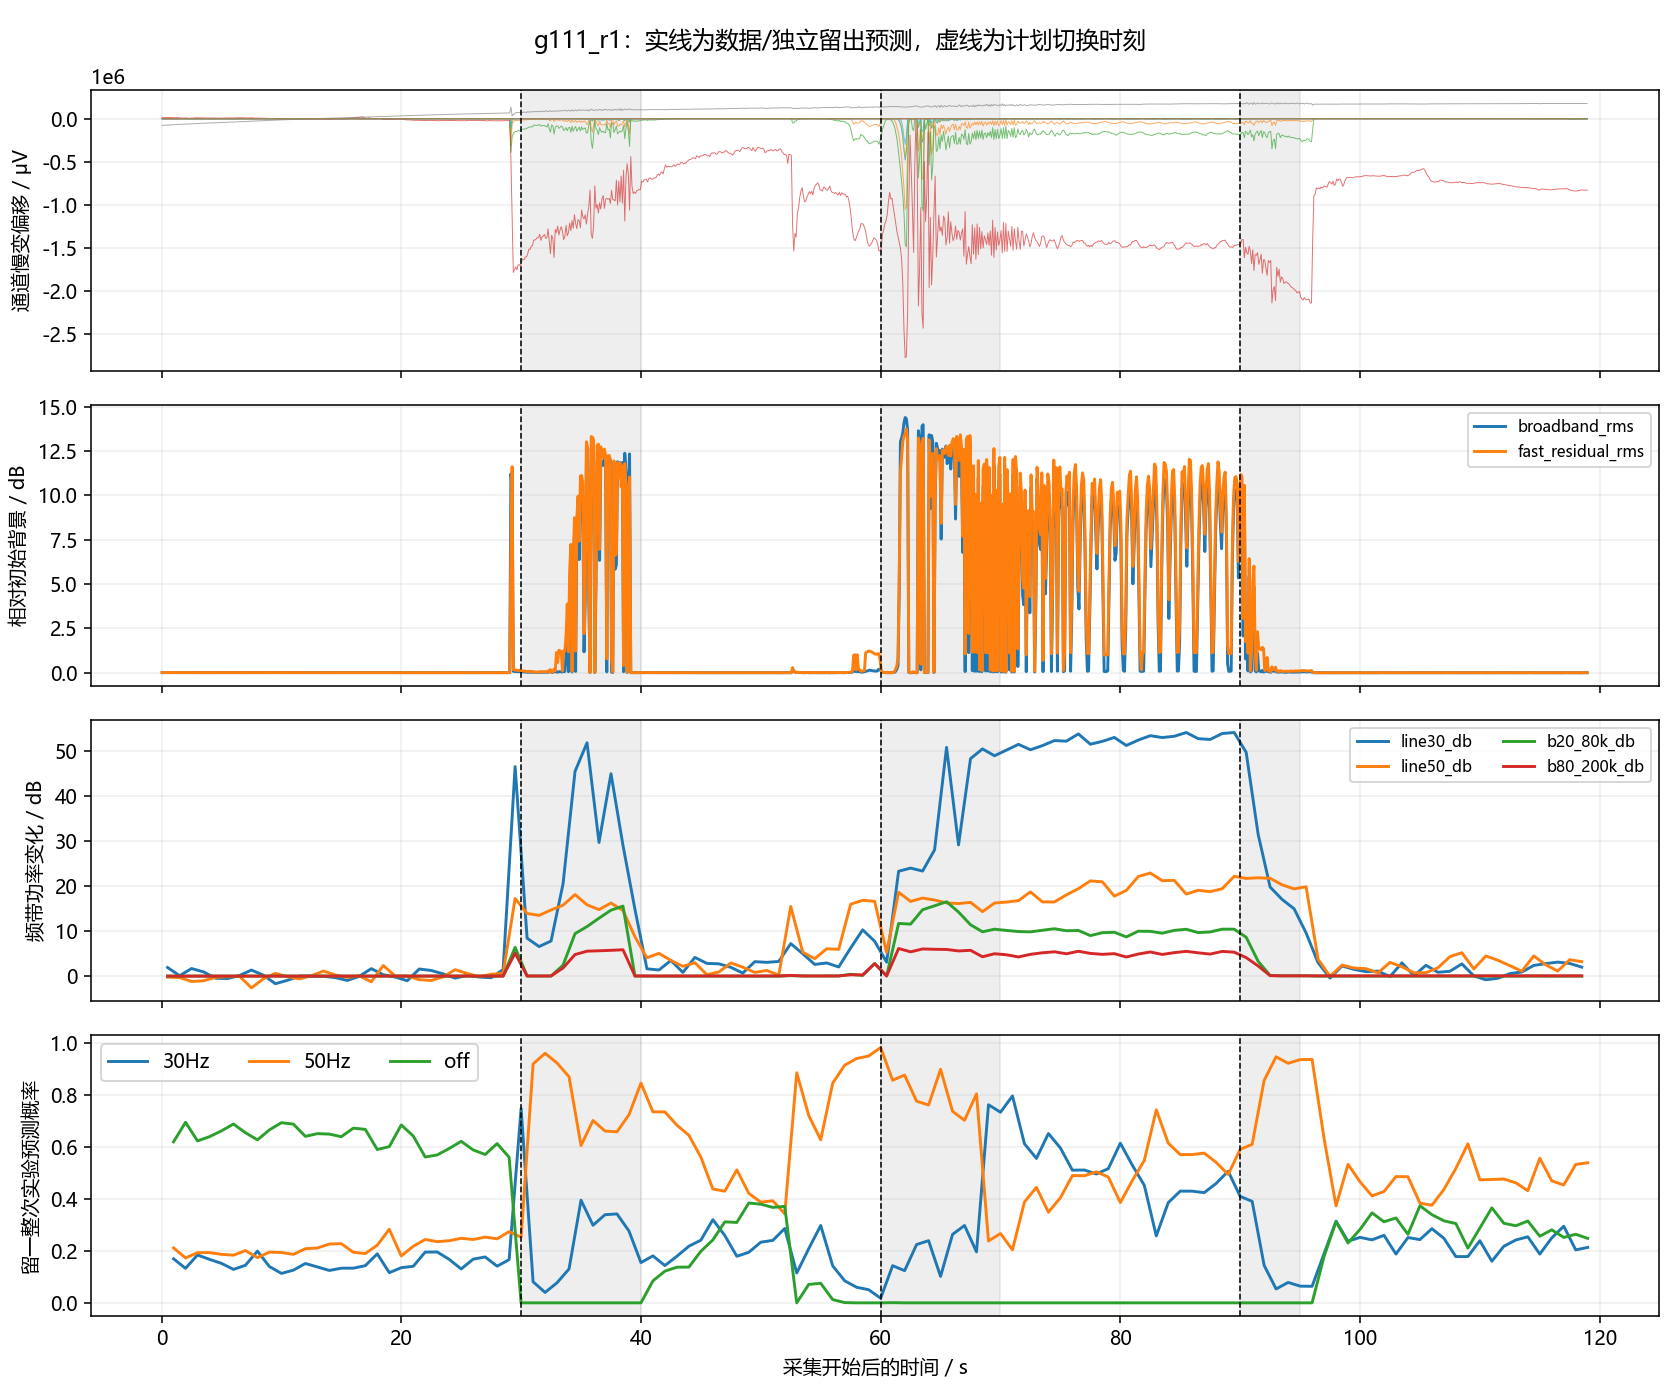 g111_r1：实线为数据/独立留出预测，虚线为计划切换时刻
1e6
通道慢变偏移 / μV
0.0
-0.5
-1.0
-1.5
-2.0
-2.5
相对初始背景 / dB
15.0
12.5
10.0
7.5
5.0
2.5
0.0
broadband_rms
fast_residual_rms
频带功率变化 / dB
50
40
30
20
10
0
line30_db
line50_db
b20_80k_db
b80_200k_db
留一整次实验预测概率
1.0
0.8
0.6
0.4
0.2
0.0
30Hz 50Hz off
0 20 40 60 80 100 120
采集开始后的时间 / s